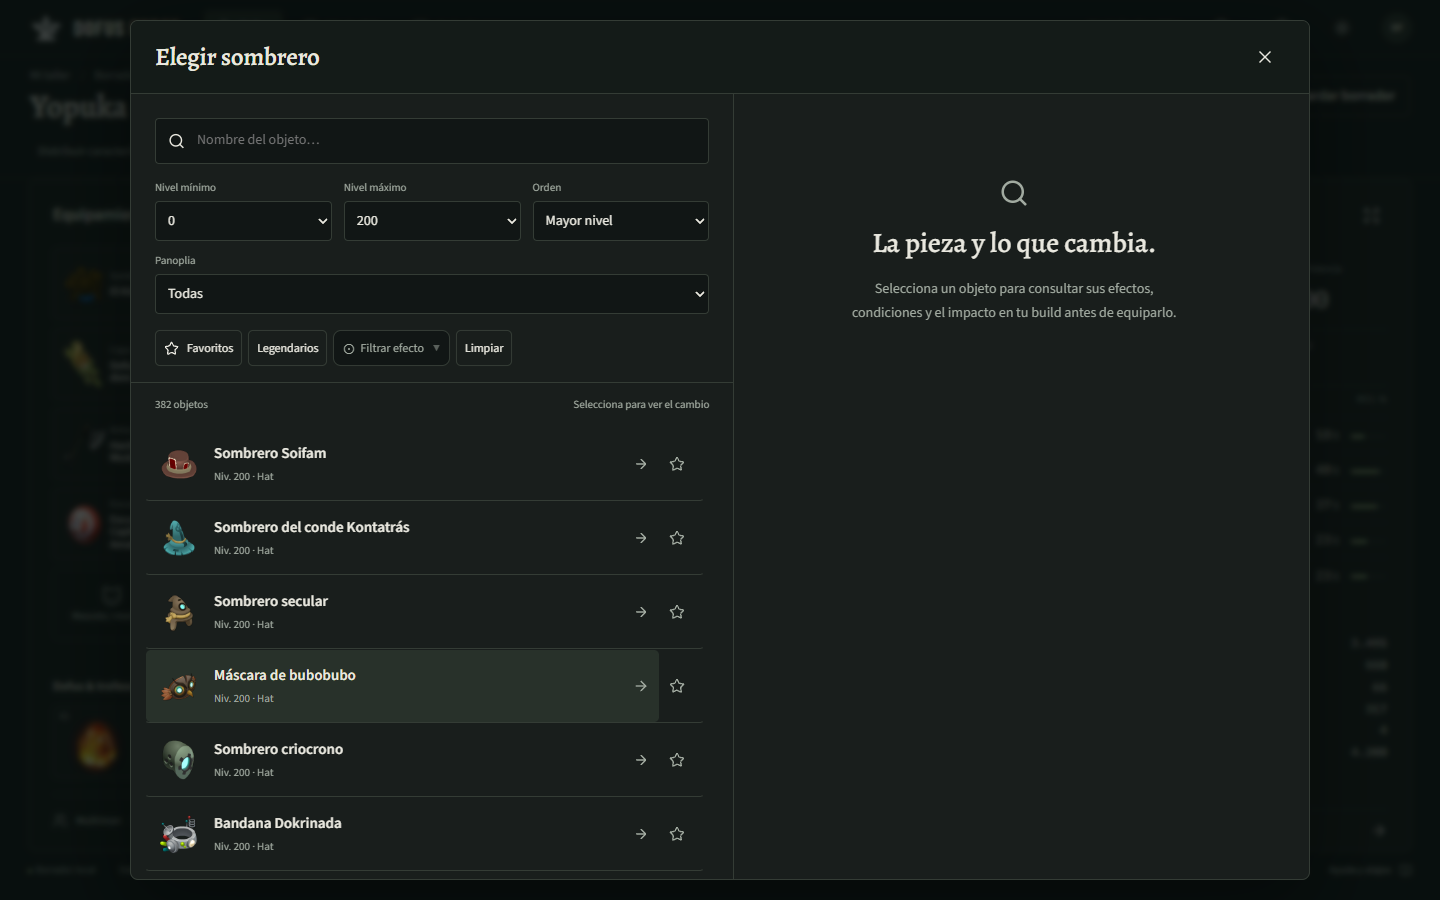 DOFUS
Yopuka
Elegir sombrero
Nombre del objeto...
Nivel mínimo
Nivel máximo
Orden
0
200
Mayor nivel
Panoplia
Todas
Favoritos
Legendarios
Filtrar efecto
Limpiar
382 objetos
Selecciona para ver el cambio
Sombrero Soifam
Niv. 200 · Hat
Sombrero del conde Kontatrás
Niv. 200 · Hat
Sombrero secular
Niv. 200 · Hat
Máscara de bubobubo
Niv. 200 · Hat
Sombrero criocrono
Niv. 200 · Hat
Bandana Dokrinada
Niv. 200 · Hat
La pieza y lo que cambia.
Selecciona un objeto para consultar sus efectos,
condiciones y el impacto en tu build antes de equiparlo.